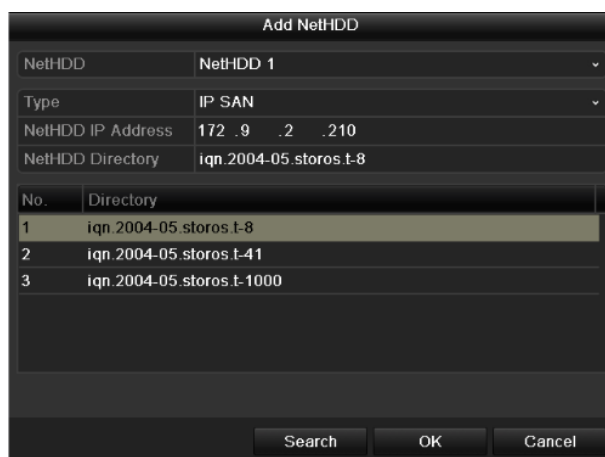 Add NetHDD
NetHDD NetHDD 1
Type IP SAN
NetHDD IP Address 172 .9 .2 .210
NetHDD Directory iqn.2004-05.storos.t-8
No. Directory
1 iqn.2004-05.storos.t-8
2 iqn.2004-05.storos.t-41
3 iqn.2004-05.storos.t-1000
Search OK Cancel